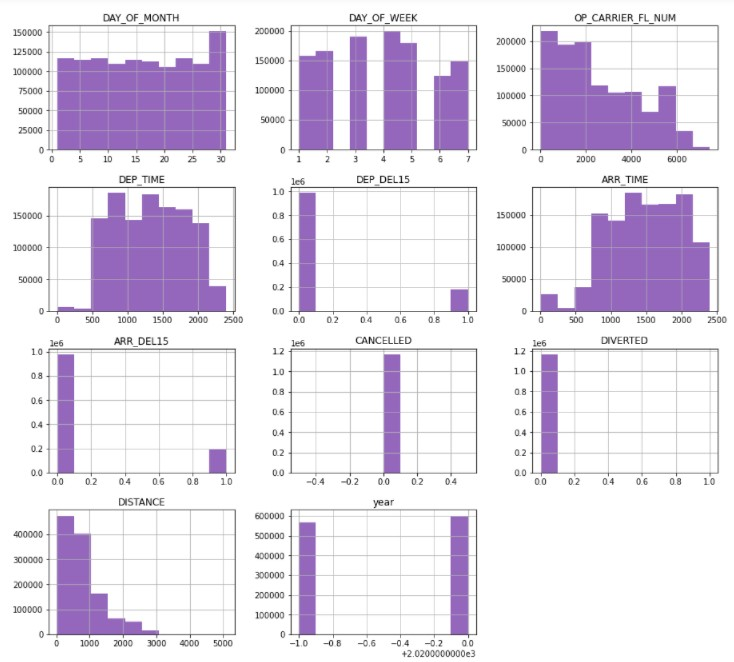 DAY_OF_MONTH DAY_OF_WEEK OP_CARRIER_FL_NUM
150000 125000 100000 75000 50000 25000 0
0 5 10 15 20 25 30
200000 150000 100000 50000 0
1 2 3 4 5 6 7
200000 150000 100000 50000 0
0 2000 4000 6000
DEP_TIME DEP_DEL15 ARR_TIME
150000 100000 50000 0
0 500 1000 1500 2000 2500
1e6
1.0 0.8 0.6 0.4 0.2 0.0
0.0 0.2 0.4 0.6 0.8 1.0
150000 100000 50000 0
0 500 1000 1500 2000 2500
ARR_DEL15 CANCELLED DIVERTED
1e6
1.0 0.8 0.6 0.4 0.2 0.0
0.0 0.2 0.4 0.6 0.8 1.0
1e6
1.2 1.0 0.8 0.6 0.4 0.2 0.0
−0.4 −0.2 0.0 0.2 0.4
1e6
1.2 1.0 0.8 0.6 0.4 0.2 0.0
0.0 0.2 0.4 0.6 0.8 1.0
DISTANCE year
400000 300000 200000 100000 0
0 1000 2000 3000 4000 5000
600000 500000 400000 300000 200000 100000 0
−1.0 −0.8 −0.6 −0.4 −0.2 0.0
+2.0200000000e3